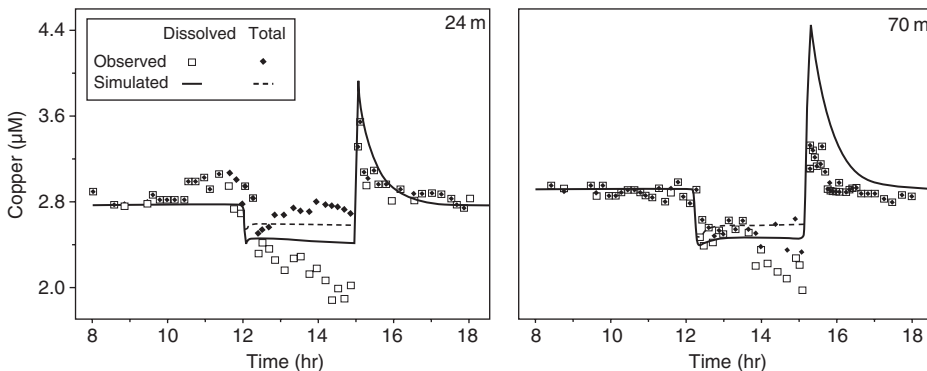 24 m
70 m
Dissolved Total
Observed
Simulated
Copper (µM)
4.4
3.6
2.8
2.0
8 10 12 14 16 18
8 10 12 14 16 18
Time (hr)
Time (hr)